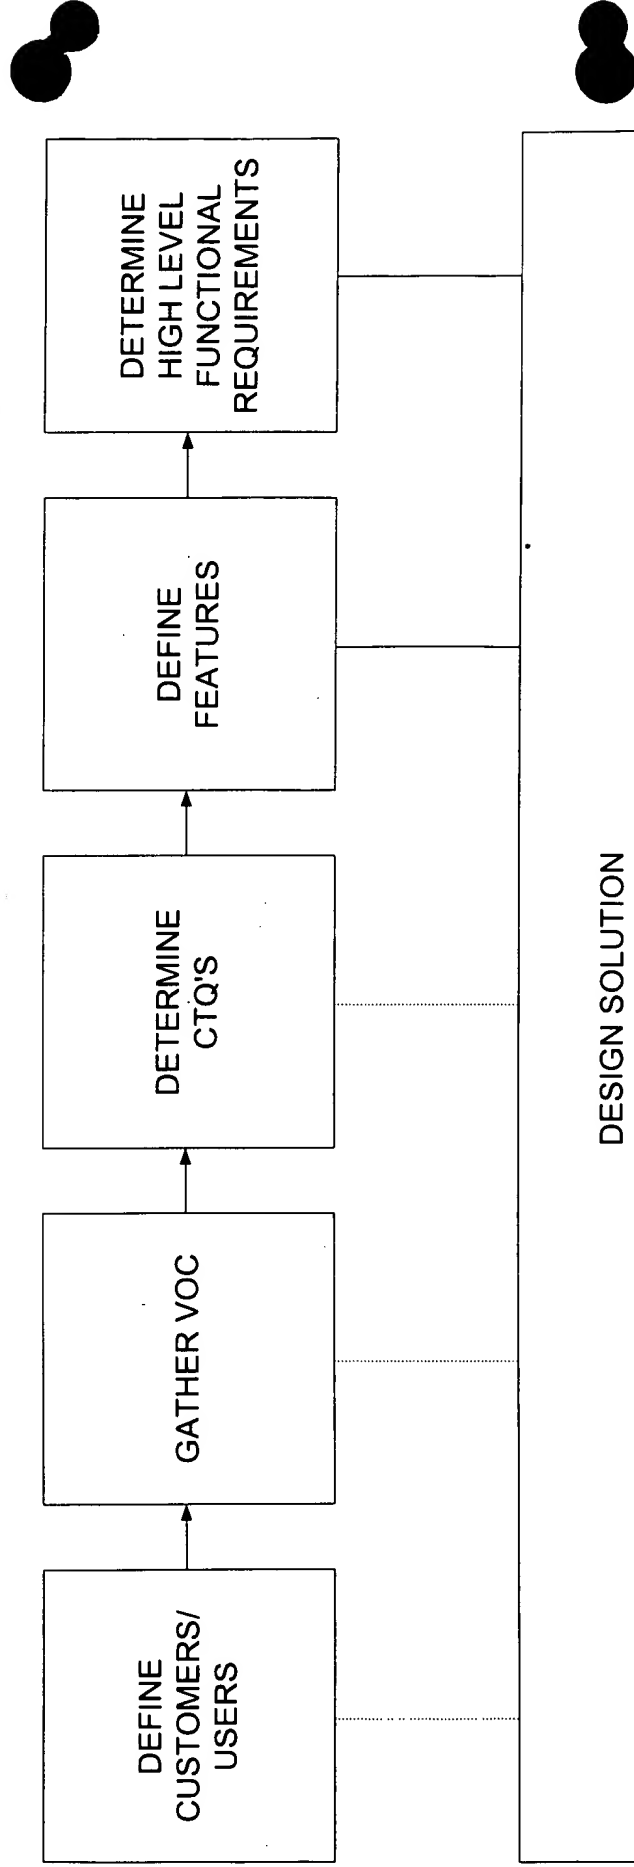 DEFINE
CUSTOMERS/
USERS
GATHER VOC
DETERMINE
CTQ'S
DEFINE
FEATURES
DETERMINE
HIGH LEVEL
FUNCTIONAL
REQUIREMENTS
DESIGN SOLUTION